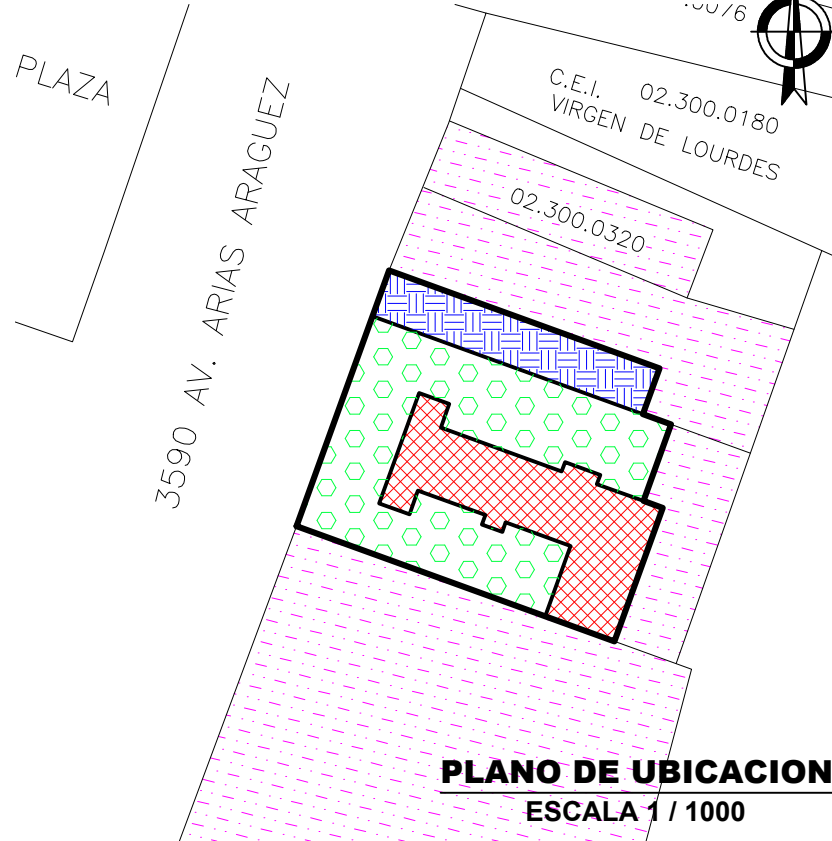 PLAZA
C.E.I. 02.300.0180
VIRGEN DE LOURDES
02.300.0320
3590 AV. ARIAS ARAGUEZ
PLANO DE UBICACION
ESCALA 1 / 1000